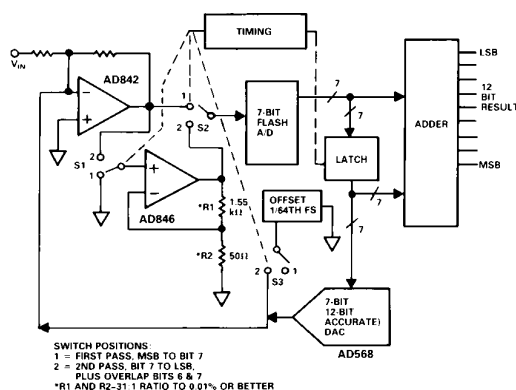 TIMING
V_IN
AD842
1
2
S2
7-BIT
FLASH
A/D
7
7
LATCH
7
7
ADDER
LSB
12
BIT
RESULT
MSB
2
1
S1
AD846
*R1
1.55
kΩ
*R2
50Ω
OFFSET
1/64TH FS
2
1
S3
7-BIT
12-BIT
ACCURATE)
DAC
AD568
SWITCH POSITIONS:
1 = FIRST PASS, MSB TO BIT 7
2 = 2ND PASS, BIT 7 TO LSB,
PLUS OVERLAP BITS 6 & 7
*R1 AND R2-31:1 RATIO TO 0.01% OR BETTER